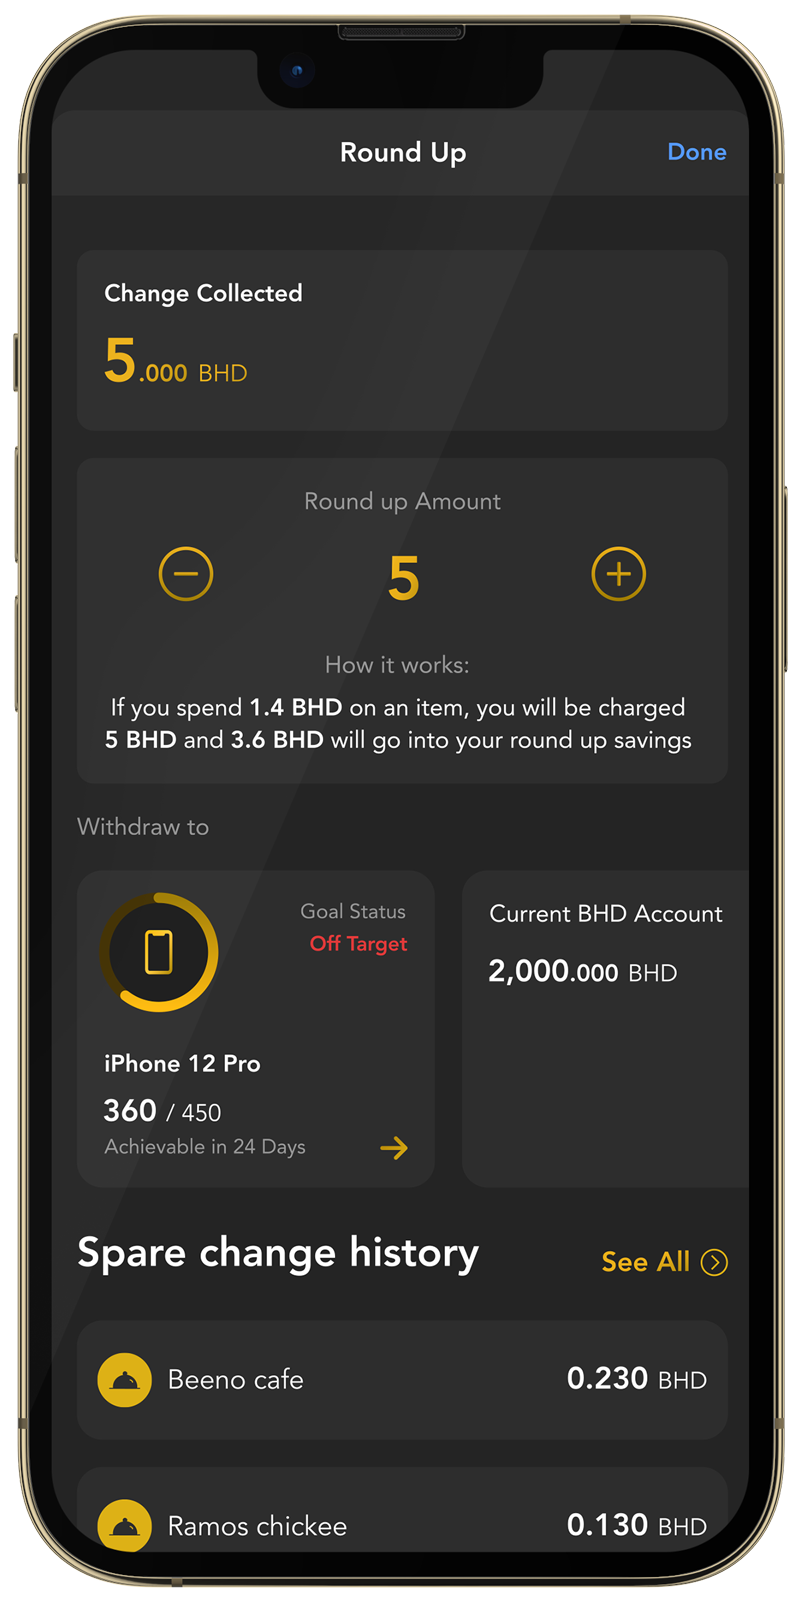 Round Up
Done
Change Collected
5.000 BHD
Round up Amount
5
How it works:
If you spend 1.4 BHD on an item, you will be charged
5 BHD and 3.6 BHD will go into your round up savings
Withdraw to
Goal Status
Off Target
iPhone 12 Pro
360 / 450
Achievable in 24 Days
Current BHD Account
2,000.000 BHD
Spare change history
See All
Beeno cafe
0.230 BHD
Ramos chickee
0.130 BHD